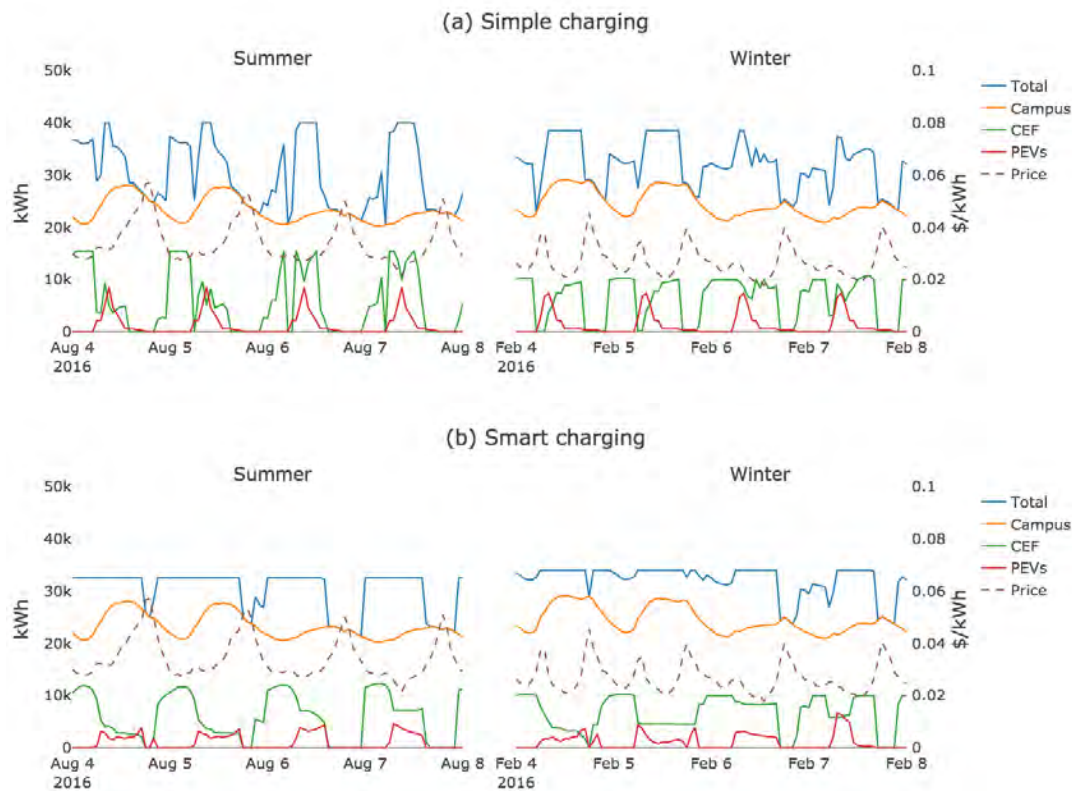 (a) Simple charging
Summer
Winter
50k
40k
30k
20k
10k
0
kWh
0.1
0.08
0.06
0.04
0.02
0
$/kWh
Total
Campus
CEF
PEVs
Price
Aug 4
2016
Aug 5
Aug 6
Aug 7
Aug 8
Feb 4
2016
Feb 5
Feb 6
Feb 7
Feb 8
(b) Smart charging
Summer
Winter
50k
40k
30k
20k
10k
0
kWh
0.1
0.08
0.06
0.04
0.02
0
$/kWh
Total
Campus
CEF
PEVs
Price
Aug 4
2016
Aug 5
Aug 6
Aug 7
Aug 8
Feb 4
2016
Feb 5
Feb 6
Feb 7
Feb 8